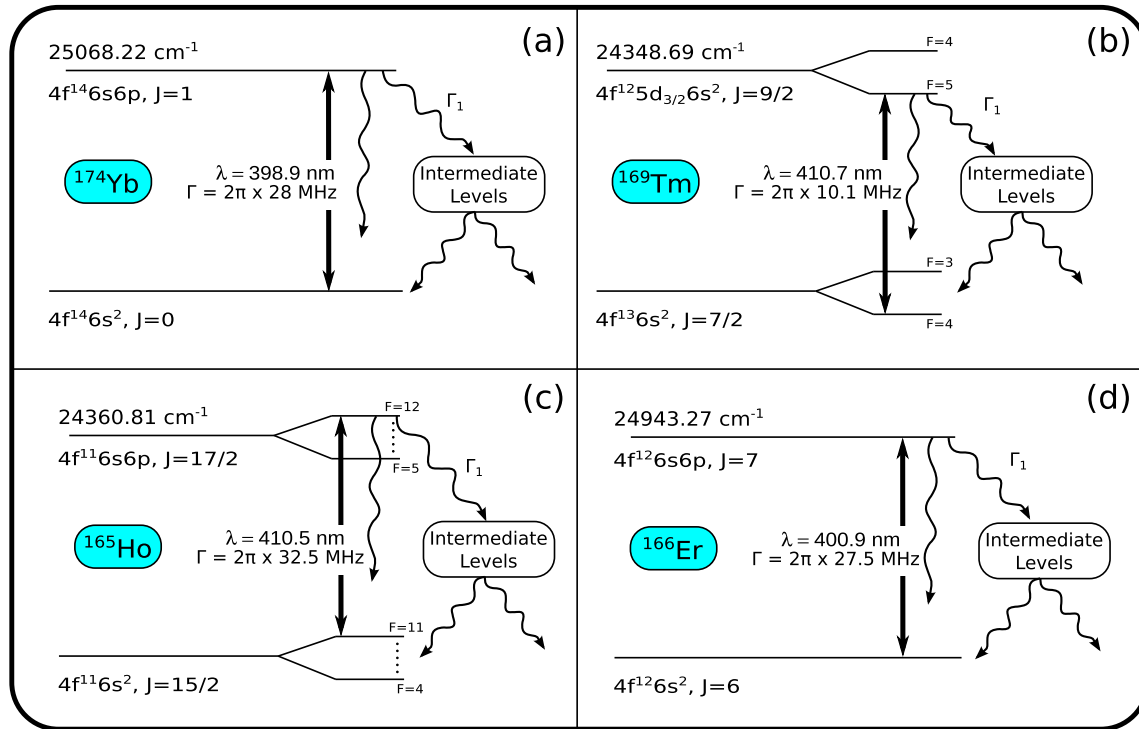 (a)
25068.22 cm⁻¹
4f¹⁴6s6p, J=1
Γ₁
λ = 398.9 nm
Γ = 2π x 28 MHz
¹⁷⁴Yb
Intermediate
Levels
4f¹⁴6s², J=0
(b)
24348.69 cm⁻¹
F=4
4f¹²5d₃/₂6s², J=9/2
F=5
Γ₁
λ = 410.7 nm
Γ = 2π x 10.1 MHz
¹⁶⁹Tm
Intermediate
Levels
F=3
4f¹³6s², J=7/2
F=4
(c)
24360.81 cm⁻¹
F=12
4f¹¹6s6p, J=17/2
F=5
Γ₁
λ = 410.5 nm
Γ = 2π x 32.5 MHz
¹⁶⁵Ho
Intermediate
Levels
F=11
4f¹¹6s², J=15/2
F=4
(d)
24943.27 cm⁻¹
4f¹²6s6p, J=7
Γ₁
λ = 400.9 nm
Γ = 2π x 27.5 MHz
¹⁶⁶Er
Intermediate
Levels
4f¹²6s², J=6